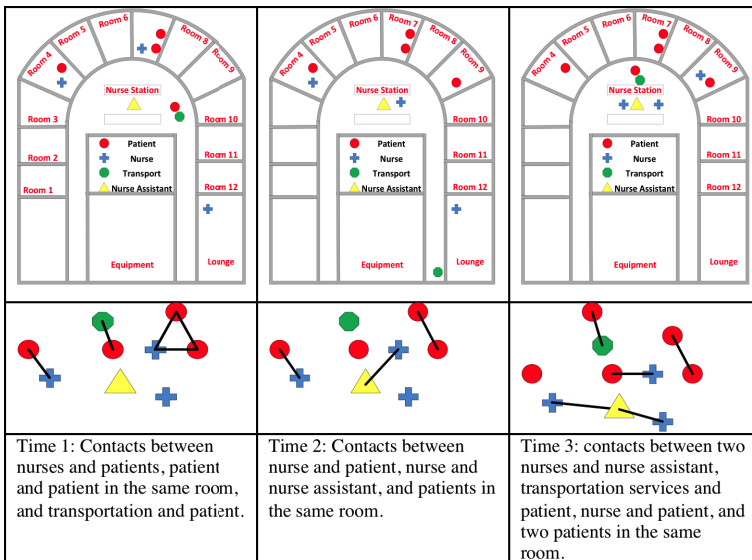 Room 4
Room 5
Room 6
Room 8
Room 9
Nurse Station
Room 3
Room 10
Patient
Room 2
Nurse
Room 11
Transport
Room 1
Nurse Assistant
Room 12
Equipment
Lounge
Room 4
Room 5
Room 6
Room 7
Room 8
Room 9
Nurse Station
Room 10
Patient
Nurse
Room 11
Transport
Nurse Assistant
Room 12
Equipment
Lounge
Room 4
Room 5
Room 6
Room 7
Room 8
Room 9
Nurse Station
Room 10
Patient
Nurse
Room 11
Transport
Nurse Assistant
Room 12
Equipment
Lounge
Time 1: Contacts between
nurses and patients, patient
and patient in the same room,
and transportation and patient.
Time 2: Contacts between
nurse and patient, nurse and
nurse assistant, and patients in
the same room.
Time 3: contacts between two
nurses and nurse assistant,
transportation services and
patient, nurse and patient, and
two patients in the same
room.